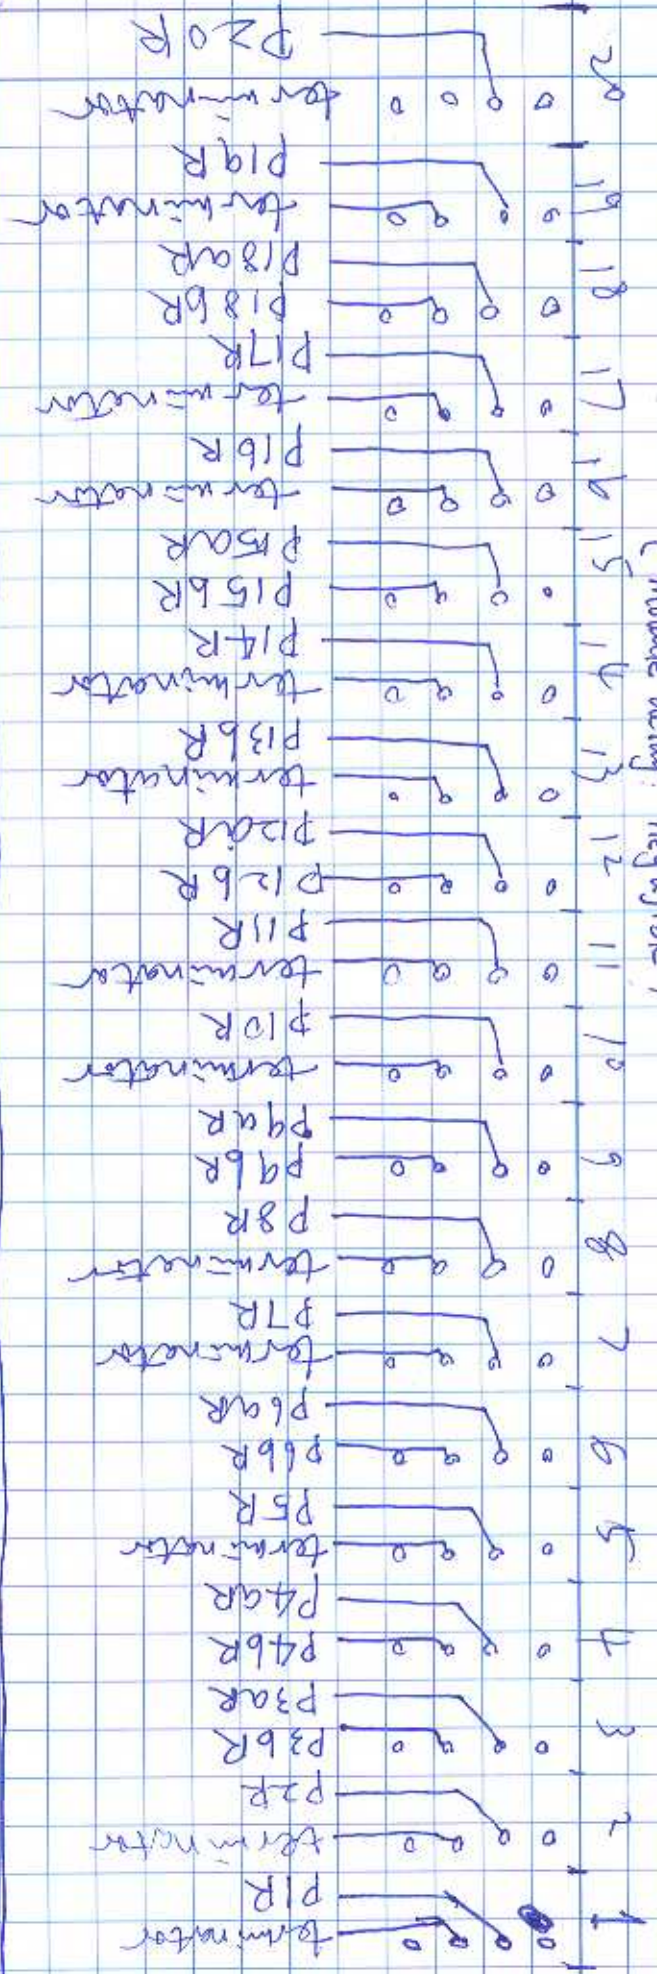 1 terminator
P1R
2 terminator
P2R
3 P3bR
P3aR
4 P4bR
P4aR
5 terminator
P5R
6 P6bR
P6aR
7 terminator
P7R
8 terminator
P8R
9 P9bR
P9aR
10 terminator
P10R
11 terminator
P11R
12 P12bR
P12aR
13 terminator
P13bR
14 terminator
P14R
15 P15bR
P15aR
16 terminator
P16R
17 terminator
P17R
18 P18bR
P18aR
19 terminator
P19R
20 terminator
P20R
module